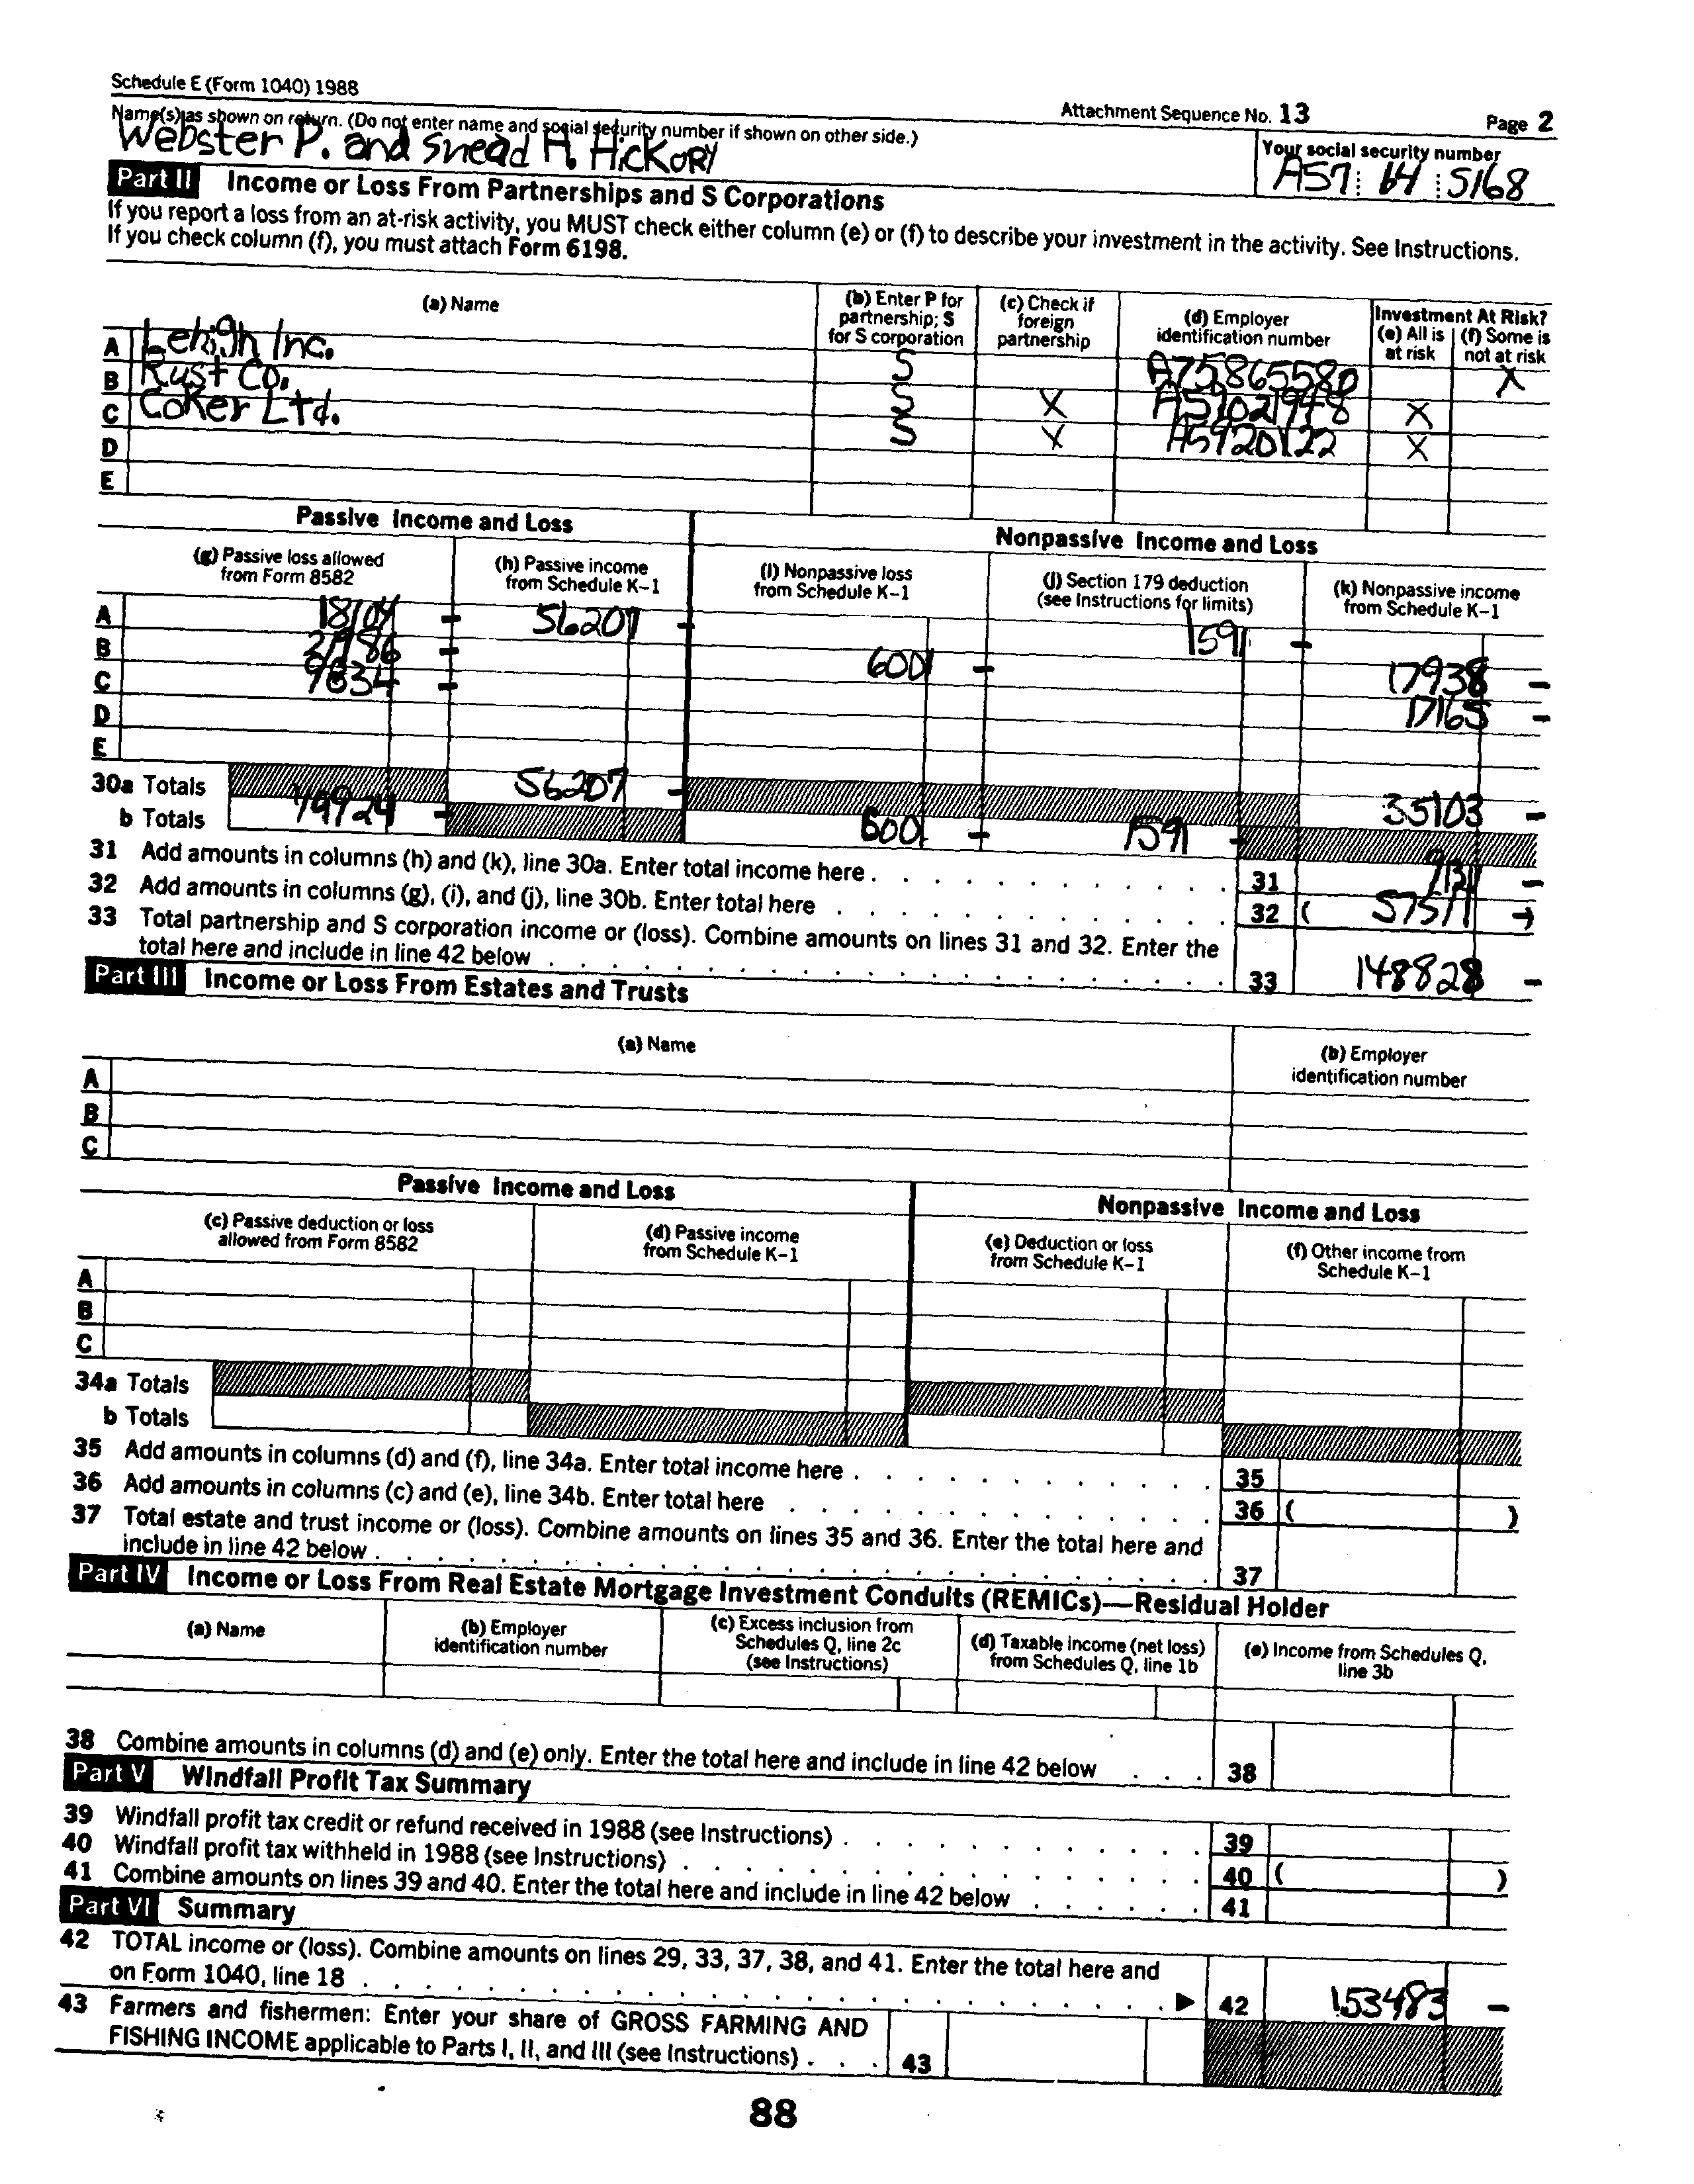 Schedule E (Form 1040) 1988
Attachment Sequence No. 13 Page 2
Name(s) as shown on return. (Do not enter name and social security number if shown on other side.)
Webster P. and Snead H. Hickory
Your social security number
A57 64 5168
Part II Income or Loss From Partnerships and S Corporations
If you report a loss from an at-risk activity, you MUST check either column (e) or (f) to describe your investment in the activity. See Instructions.
If you check column (f), you must attach Form 6198.
(a) Name
(b) Enter P for partnership; S for S corporation
(c) Check if foreign partnership
(d) Employer identification number
Investment At Risk?
(e) All is at risk
(f) Some is not at risk
A Lehigh Inc. S A75865580 X
B Rust Co. S X A51021948 X
C Coker Ltd. S X A5920122 X
D
E
Passive Income and Loss
Nonpassive Income and Loss
(g) Passive loss allowed from Form 8582
(h) Passive income from Schedule K-1
(i) Nonpassive loss from Schedule K-1
(j) Section 179 deduction (see Instructions for limits)
(k) Nonpassive income from Schedule K-1
A 18104 - 56207 - 1591 -
B 21986 - 6001 - 17938 -
C 9834 - 17165 -
D
E
30a Totals 56207 - 35103 -
b Totals 49924 - 6001 - 1591 -
31 Add amounts in columns (h) and (k), line 30a. Enter total income here . 31 -
32 Add amounts in columns (g), (i), and (j), line 30b. Enter total here 32 ( 57511 - )
33 Total partnership and S corporation income or (loss). Combine amounts on lines 31 and 32. Enter the
total here and include in line 42 below 33 148828 -
Part III Income or Loss From Estates and Trusts
(a) Name
(b) Employer identification number
A
B
C
Passive Income and Loss
Nonpassive Income and Loss
(c) Passive deduction or loss allowed from Form 8582
(d) Passive income from Schedule K-1
(e) Deduction or loss from Schedule K-1
(f) Other income from Schedule K-1
A
B
C
34a Totals
b Totals
35 Add amounts in columns (d) and (f), line 34a. Enter total income here . 35
36 Add amounts in columns (c) and (e), line 34b. Enter total here 36 ( )
37 Total estate and trust income or (loss). Combine amounts on lines 35 and 36. Enter the total here and
include in line 42 below 37
Part IV Income or Loss From Real Estate Mortgage Investment Conduits (REMICs)—Residual Holder
(a) Name
(b) Employer identification number
(c) Excess inclusion from Schedules Q, line 2c (see Instructions)
(d) Taxable income (net loss) from Schedules Q, line 1b
(e) Income from Schedules Q, line 3b
38 Combine amounts in columns (d) and (e) only. Enter the total here and include in line 42 below 38
Part V Windfall Profit Tax Summary
39 Windfall profit tax credit or refund received in 1988 (see Instructions) . 39
40 Windfall profit tax withheld in 1988 (see Instructions) 40 ( )
41 Combine amounts on lines 39 and 40. Enter the total here and include in line 42 below 41
Part VI Summary
42 TOTAL income or (loss). Combine amounts on lines 29, 33, 37, 38, and 41. Enter the total here and
on Form 1040, line 18 ▶ 42 153483 -
43 Farmers and fishermen: Enter your share of GROSS FARMING AND
FISHING INCOME applicable to Parts I, II, and III (see Instructions) . 43
88